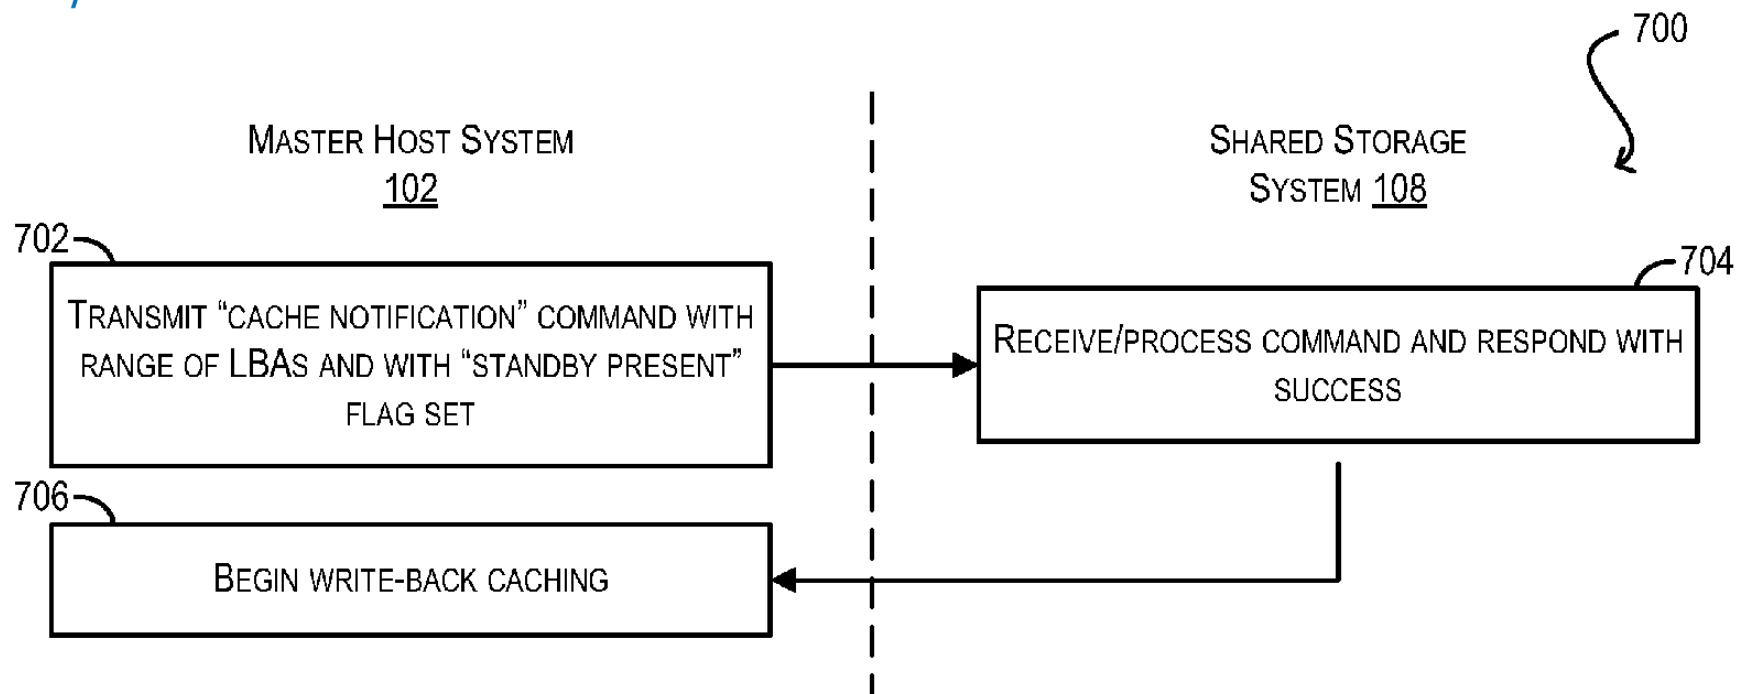 700
MASTER HOST SYSTEM
102
SHARED STORAGE
SYSTEM 108
702
TRANSMIT “CACHE NOTIFICATION” COMMAND WITH
RANGE OF LBAS AND WITH “STANDBY PRESENT”
FLAG SET
704
RECEIVE/PROCESS COMMAND AND RESPOND WITH
SUCCESS
706
BEGIN WRITE-BACK CACHING